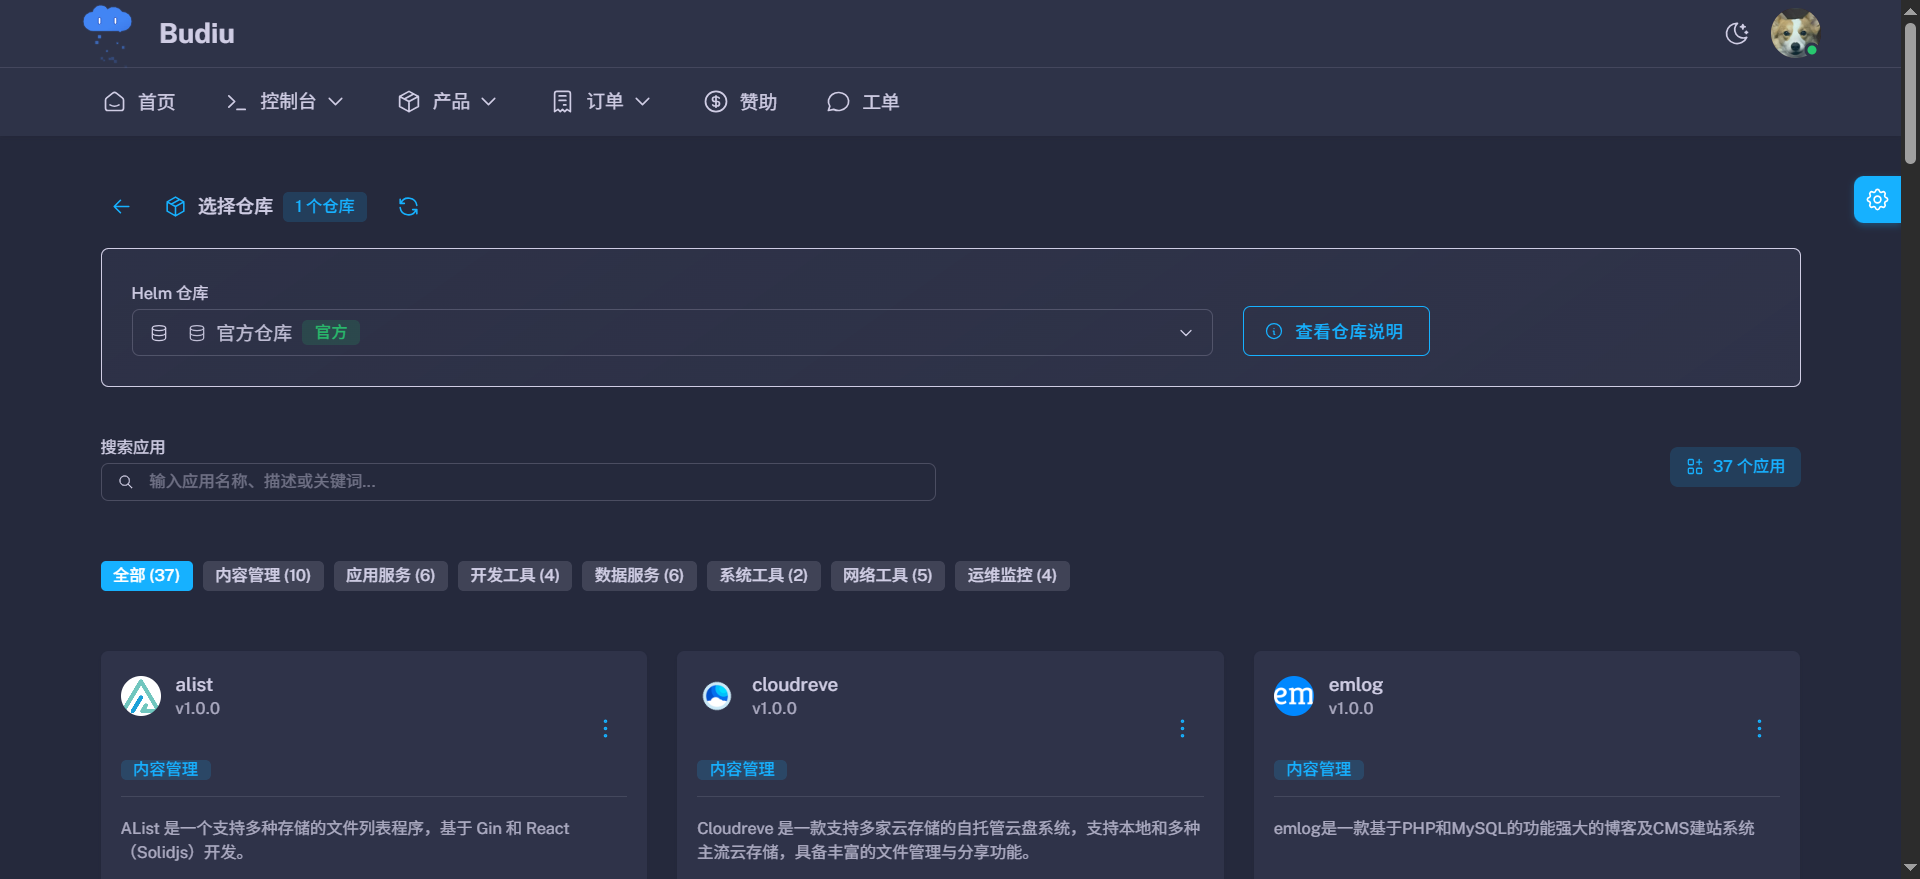 Budiu
首页
控制台
产品
订单
赞助
工单
选择仓库
1 个仓库
Helm 仓库
官方仓库
官方
查看仓库说明
搜索应用
输入应用名称、描述或关键词...
37 个应用
全部 (37)
内容管理 (10)
应用服务 (6)
开发工具 (4)
数据服务 (6)
系统工具 (2)
网络工具 (5)
运维监控 (4)
alist
v1.0.0
内容管理
AList 是一个支持多种存储的文件列表程序，基于 Gin 和 React
（Solidjs）开发。
cloudreve
v1.0.0
内容管理
Cloudreve 是一款支持多家云存储的自托管云盘系统，支持本地和多种
主流云存储，具备丰富的文件管理与分享功能。
em
emlog
v1.0.0
内容管理
emlog是一款基于PHP和MySQL的功能强大的博客及CMS建站系统